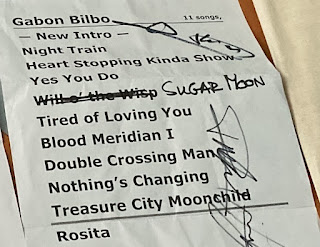 Gabon Bilbo 11 songs,
— New Intro —
Night Train
Heart Stopping Kinda Show
Yes You Do
Will o' the Wisp SUGAR MOON
Tired of Loving You
Blood Meridian I
Double Crossing Man
Nothing's Changing
Treasure City Moonchild
Rosita